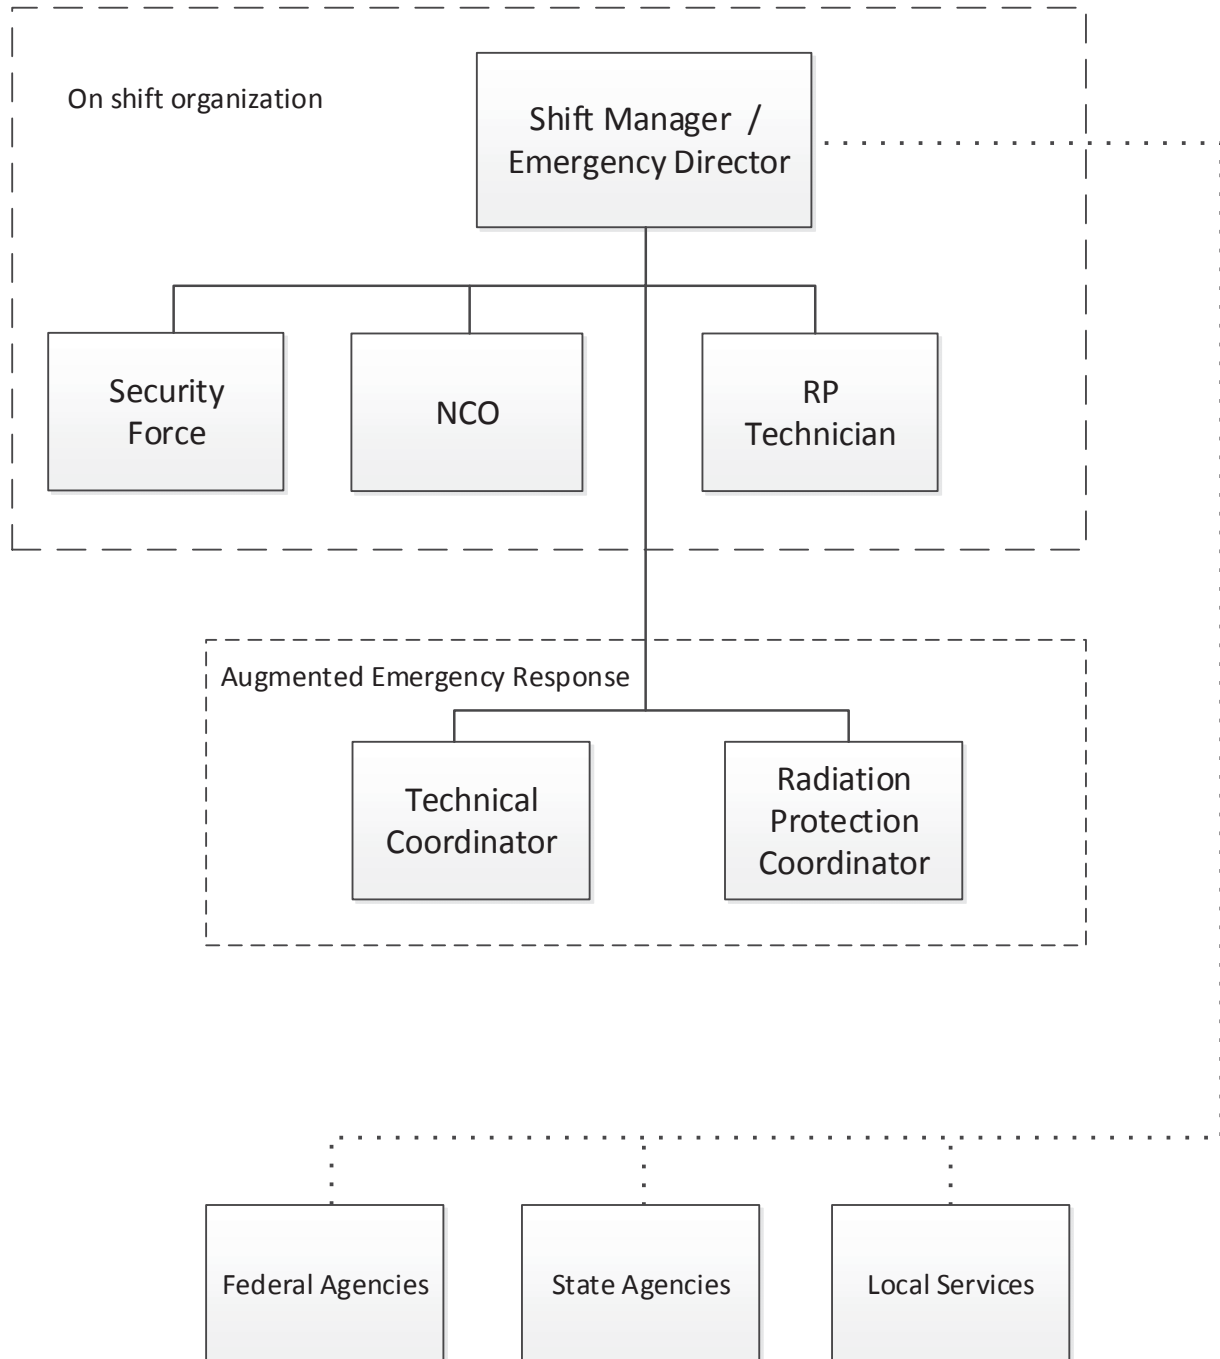 On shift organization
Shift Manager /
Emergency Director
Security
Force
NCO
RP
Technician
Augmented Emergency Response
Technical
Coordinator
Radiation
Protection
Coordinator
Federal Agencies
State Agencies
Local Services